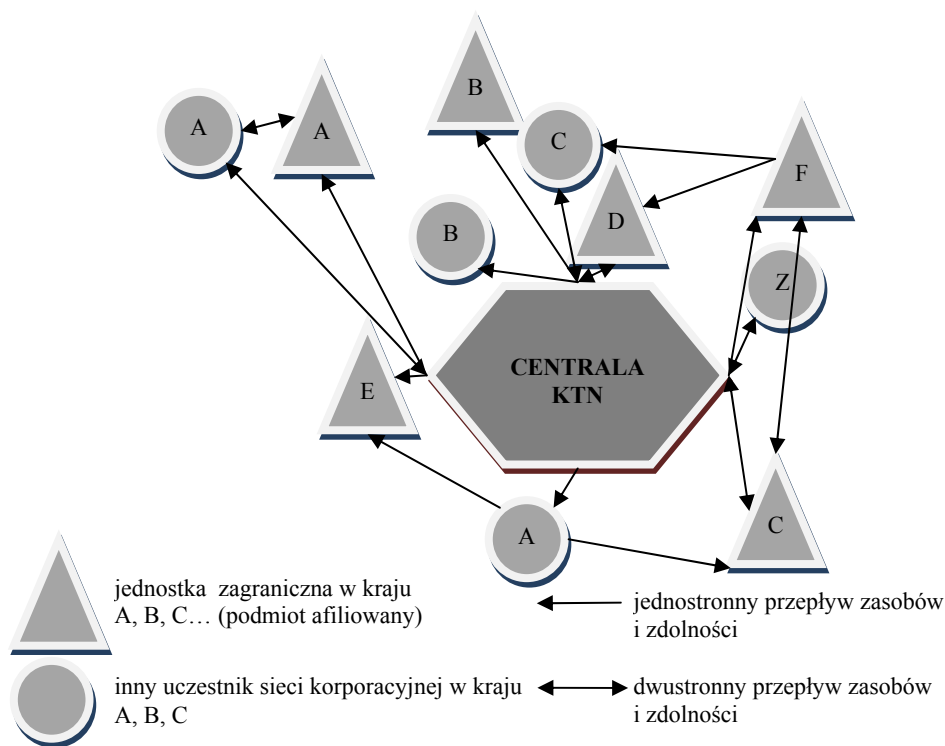 B
A
A
C
F
D
B
Z
CENTRALA
KTN
E
A
C
jednostka zagraniczna w kraju
A, B, C… (podmiot afiliowany)
jednostronny przepływ zasobów
i zdolności
inny uczestnik sieci korporacyjnej w kraju
A, B, C
dwustronny przepływ zasobów
i zdolności